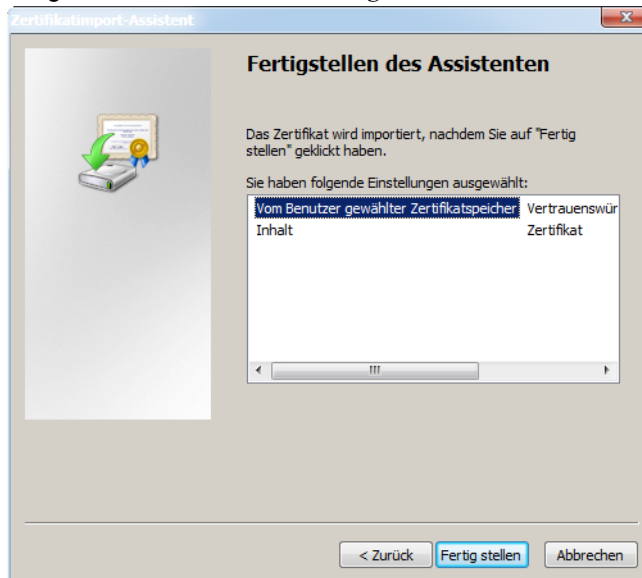 Zertifikatimport-Assistent
Fertigstellen des Assistenten
Das Zertifikat wird importiert, nachdem Sie auf "Fertig
stellen" geklickt haben.
Sie haben folgende Einstellungen ausgewählt:
Vom Benutzer gewählter Zertifikatspeicher Vertrauenswür
Inhalt Zertifikat
< Zurück Fertig stellen Abbrechen